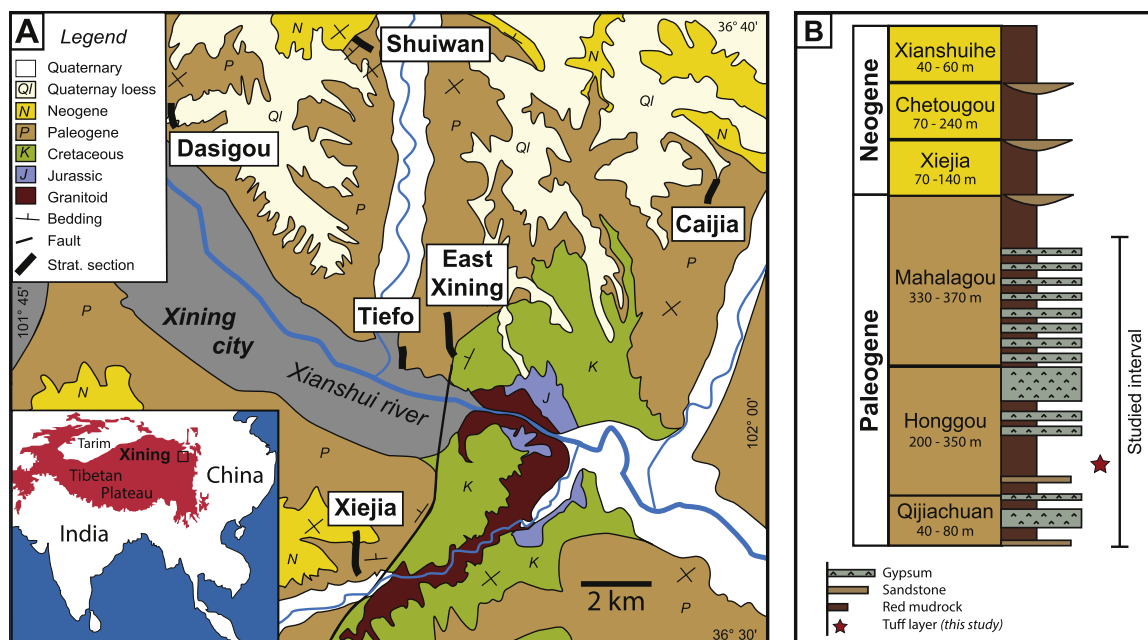 A
Legend
Quaternary
Ql Quaternay loess
N Neogene
P Paleogene
K Cretaceous
J Jurassic
Granitoid
Bedding
Fault
Strat. section
36° 40'
101° 45'
102° 00'
36° 30'
N
P
P
Ql
P
Ql
P
N
N
P
P
K
J
N
P
K
K
N
P
Shuiwan
Dasigou
Caijia
East
Xining
Tiefo
Xining
city
Xianshui river
Xiejia
2 km
Tarim
Xining
Tibetan
Plateau
China
India
B
Neogene
Xianshuihe
40 - 60 m
Chetougou
70 - 240 m
Xiejia
70 -140 m
Paleogene
Mahalagou
330 - 370 m
Honggou
200 - 350 m
Qijiachuan
40 - 80 m
Studied interval
Gypsum
Sandstone
Red mudrock
Tuff layer (this study)